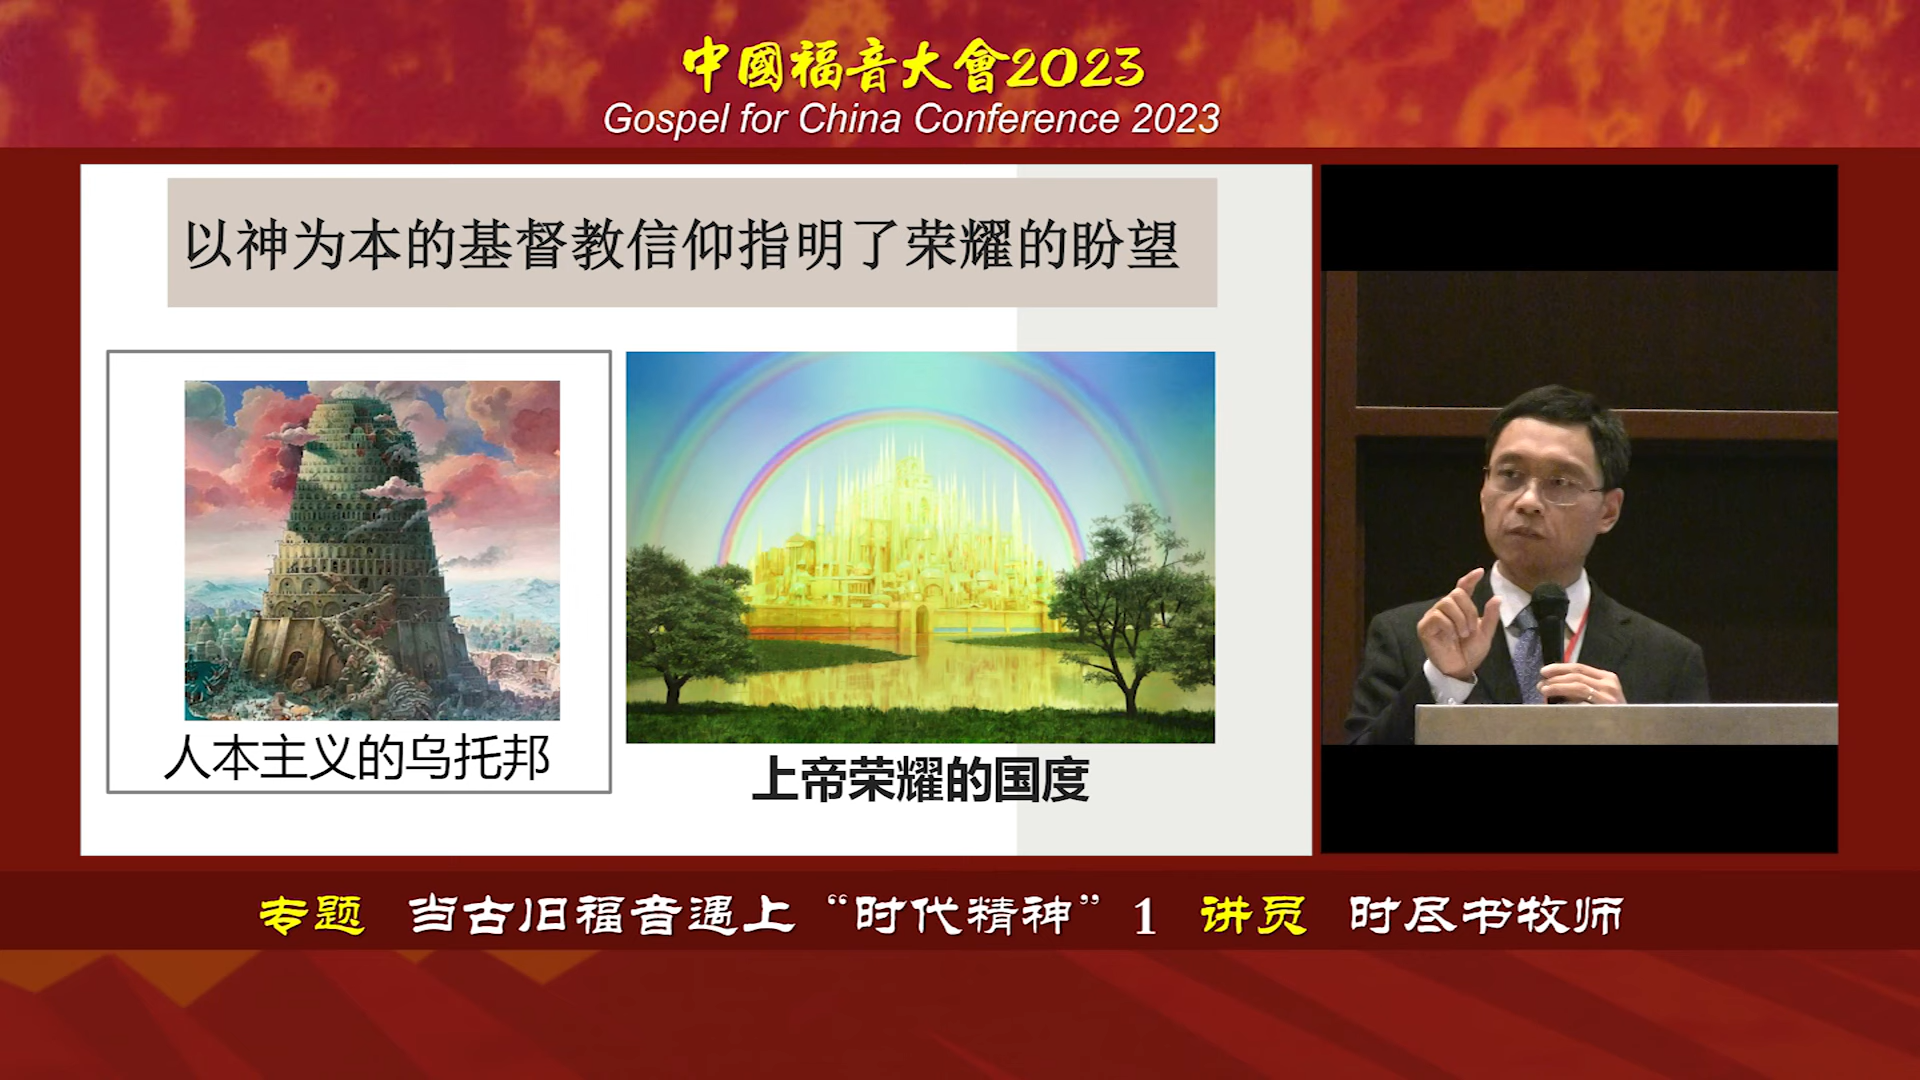 中國福音大會2023
Gospel for China Conference 2023
以神为本的基督教信仰指明了荣耀的盼望
人本主义的乌托邦
上帝荣耀的国度
专题 当古旧福音遇上“时代精神”1 讲员 时尽书牧师